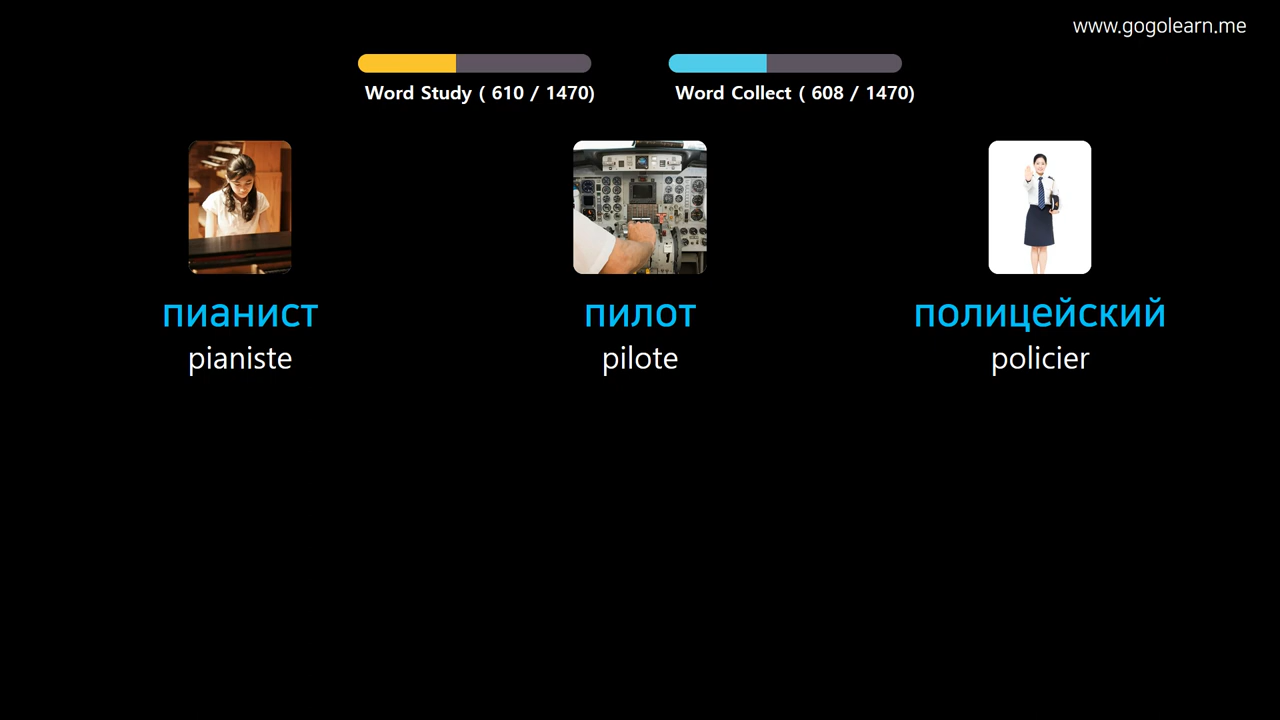 www.gogolearn.me
Word Study ( 610 / 1470)
Word Collect ( 608 / 1470)
пианист
пилот
полицейский
pianiste
pilote
policier